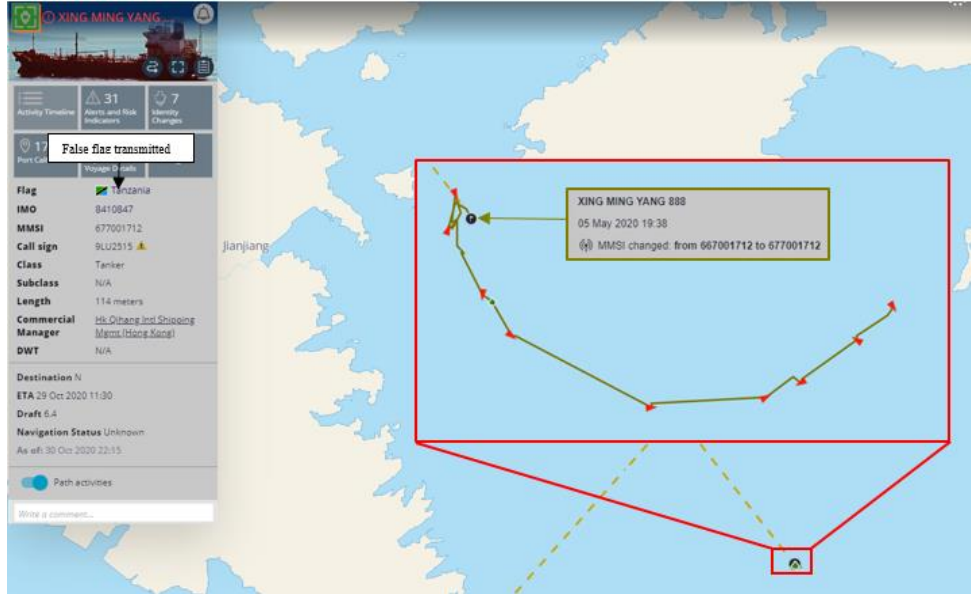 XING MING YANG
Activity Timeline
31
Alerts and Risk
Indicators
7
Identity
Changes
17
Port Call
Voyage Details
False flag transmitted
Flag Tanzania
IMO 8410847
MMSI 677001712
Call sign 9LU2515
Class Tanker
Subclass N/A
Length 114 meters
Commercial Hk Qihang Intl Shipping
Manager Mgmt (Hong Kong)
DWT N/A
Destination N
ETA 29 Oct 2020 11:30
Draft 6.4
Navigation Status Unknown
As of: 30 Oct 2020 22:15
Path activities
Write a comment...
Jianjiang
XING MING YANG 888
05 May 2020 19:38
MMSI changed: from 667001712 to 677001712